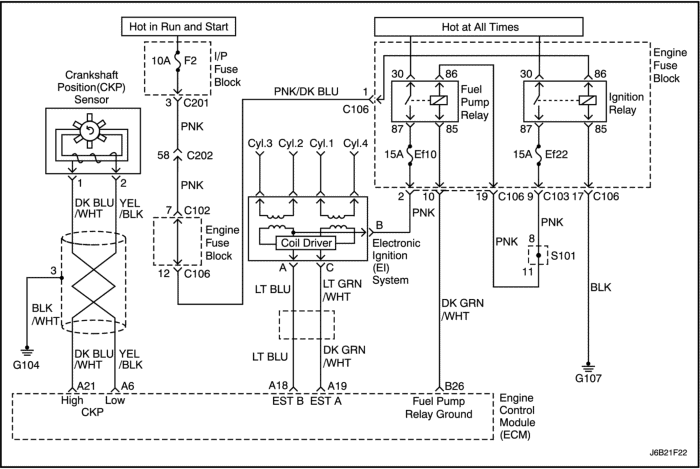 Hot in Run and Start
Hot at All Times
10A F2
I/P
Fuse
Block
3 C201
PNK
58 C202
PNK
7 C102
Engine
Fuse
Block
12 C106
Crankshaft
Position(CKP)
Sensor
1 2
DK BLU
/WHT
YEL
/BLK
3
BLK
/WHT
G104
DK BLU
/WHT
YEL
/BLK
A21 A6
High Low
CKP
PNK/DK BLU
1
C106
Cyl.3 Cyl.2 Cyl.1 Cyl.4
Coil Driver
B
Electronic
Ignition
(EI)
System
A C
LT BLU
LT GRN
/WHT
LT BLU
DK GRN
/WHT
A18 A19
EST B EST A
Engine
Fuse
Block
30 86
Fuel
Pump
Relay
87 85
15A Ef10
30 86
Ignition
Relay
87 85
15A Ef22
2 10 19 C106 9 C103 17 C106
PNK
PNK
PNK
8
S101
11
DK GRN
/WHT
BLK
G107
B26
Fuel Pump
Relay Ground
Engine
Control
Module
(ECM)
J6B21F22